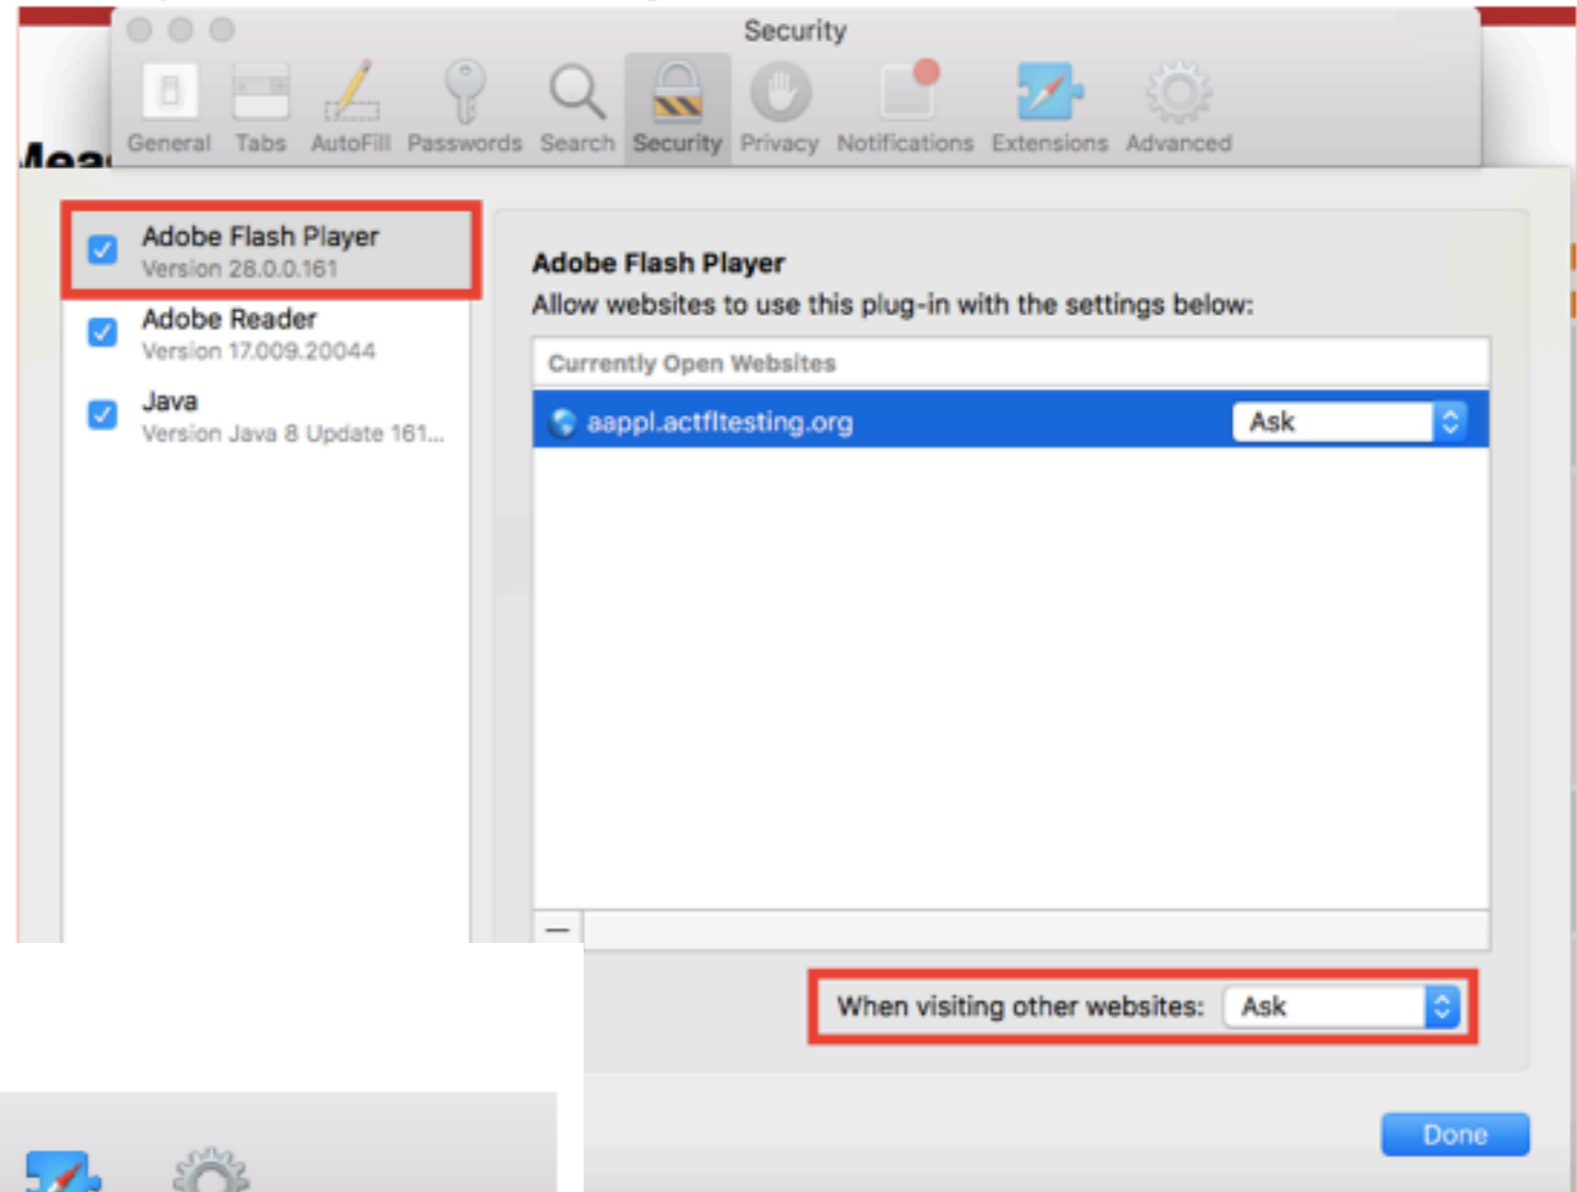 Security
General Tabs AutoFill Passwords Search Security Privacy Notifications Extensions Advanced
Adobe Flash Player
Version 28.0.0.161
Adobe Reader
Version 17.009.20044
Java
Version Java 8 Update 161...
Adobe Flash Player
Allow websites to use this plug-in with the settings below:
Currently Open Websites
aappl.actfltesting.org Ask
When visiting other websites: Ask
Done